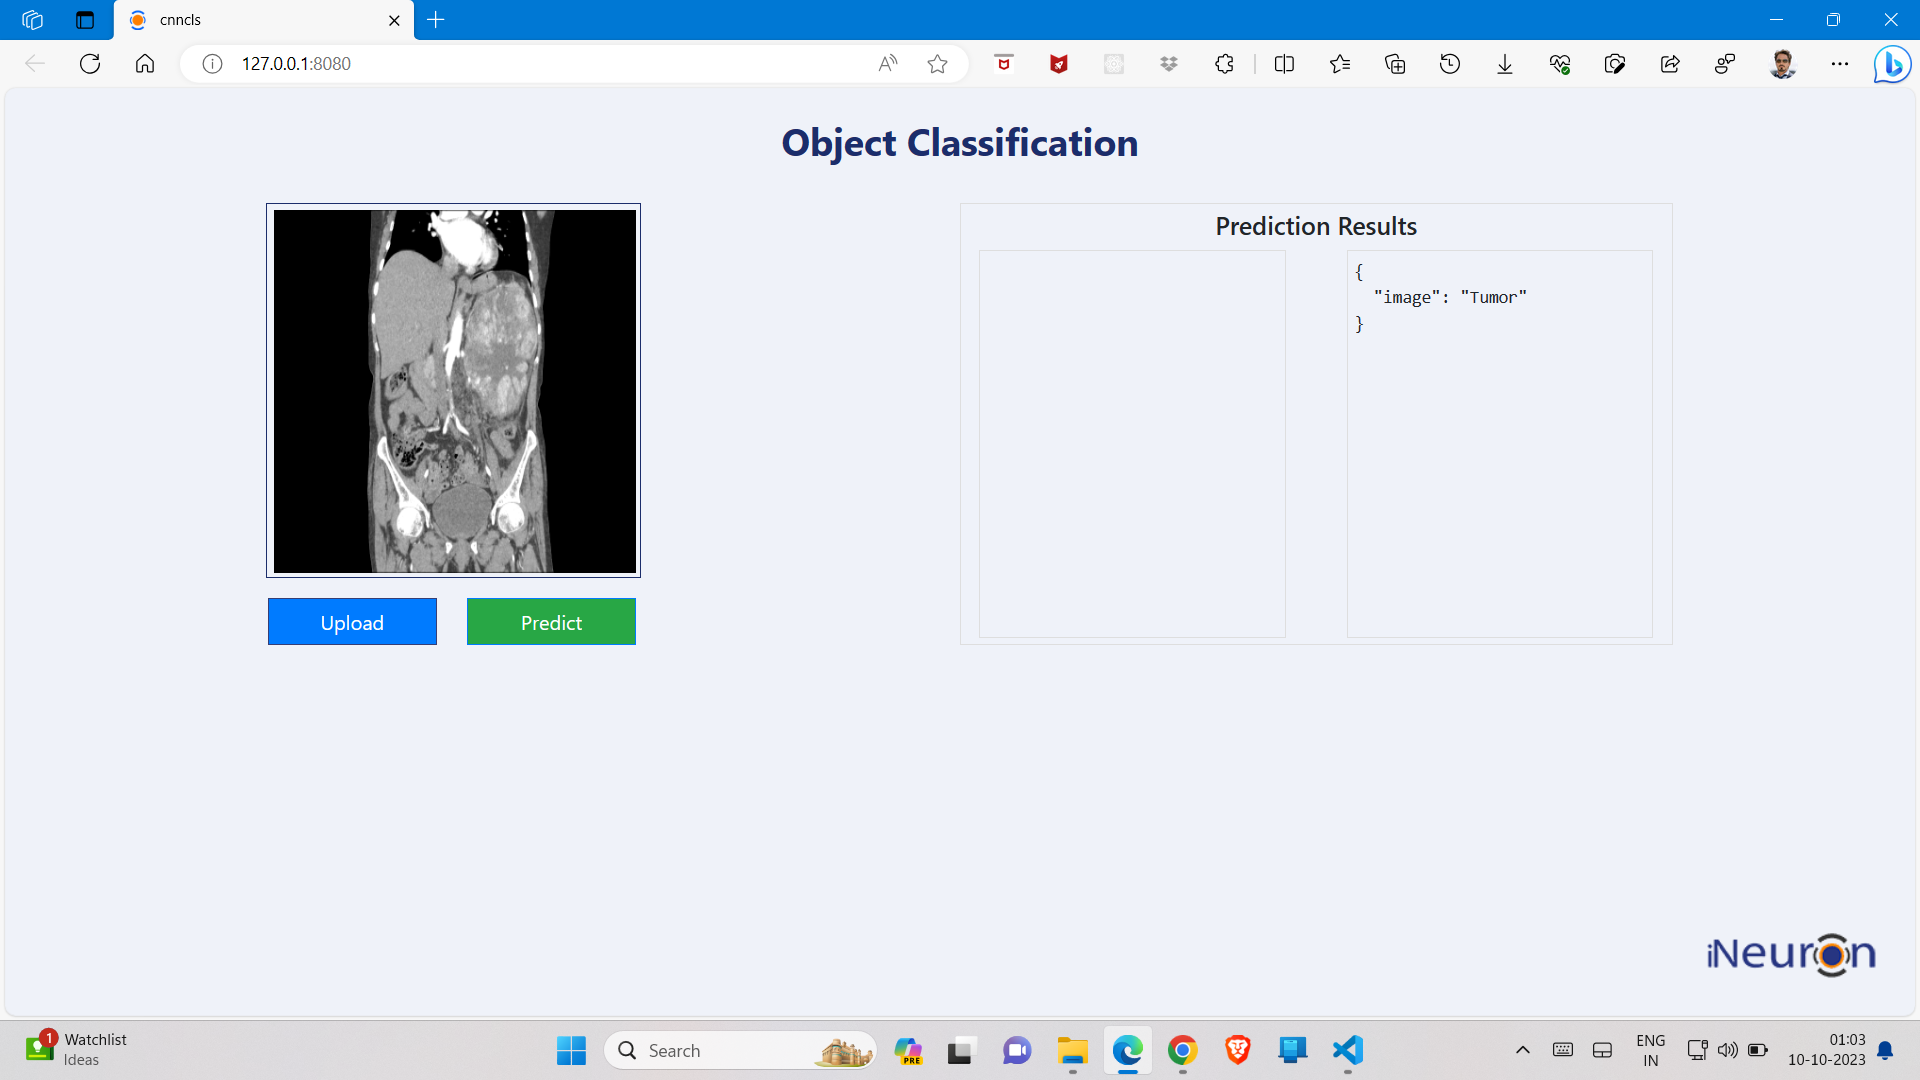 cnncls
127.0.0.1:8080
Object Classification
Prediction Results
{
"image": "Tumor"
}
Upload
Predict
iNeuron
1
Watchlist
Ideas
Search
PRE
ENG
IN
01:03
10-10-2023